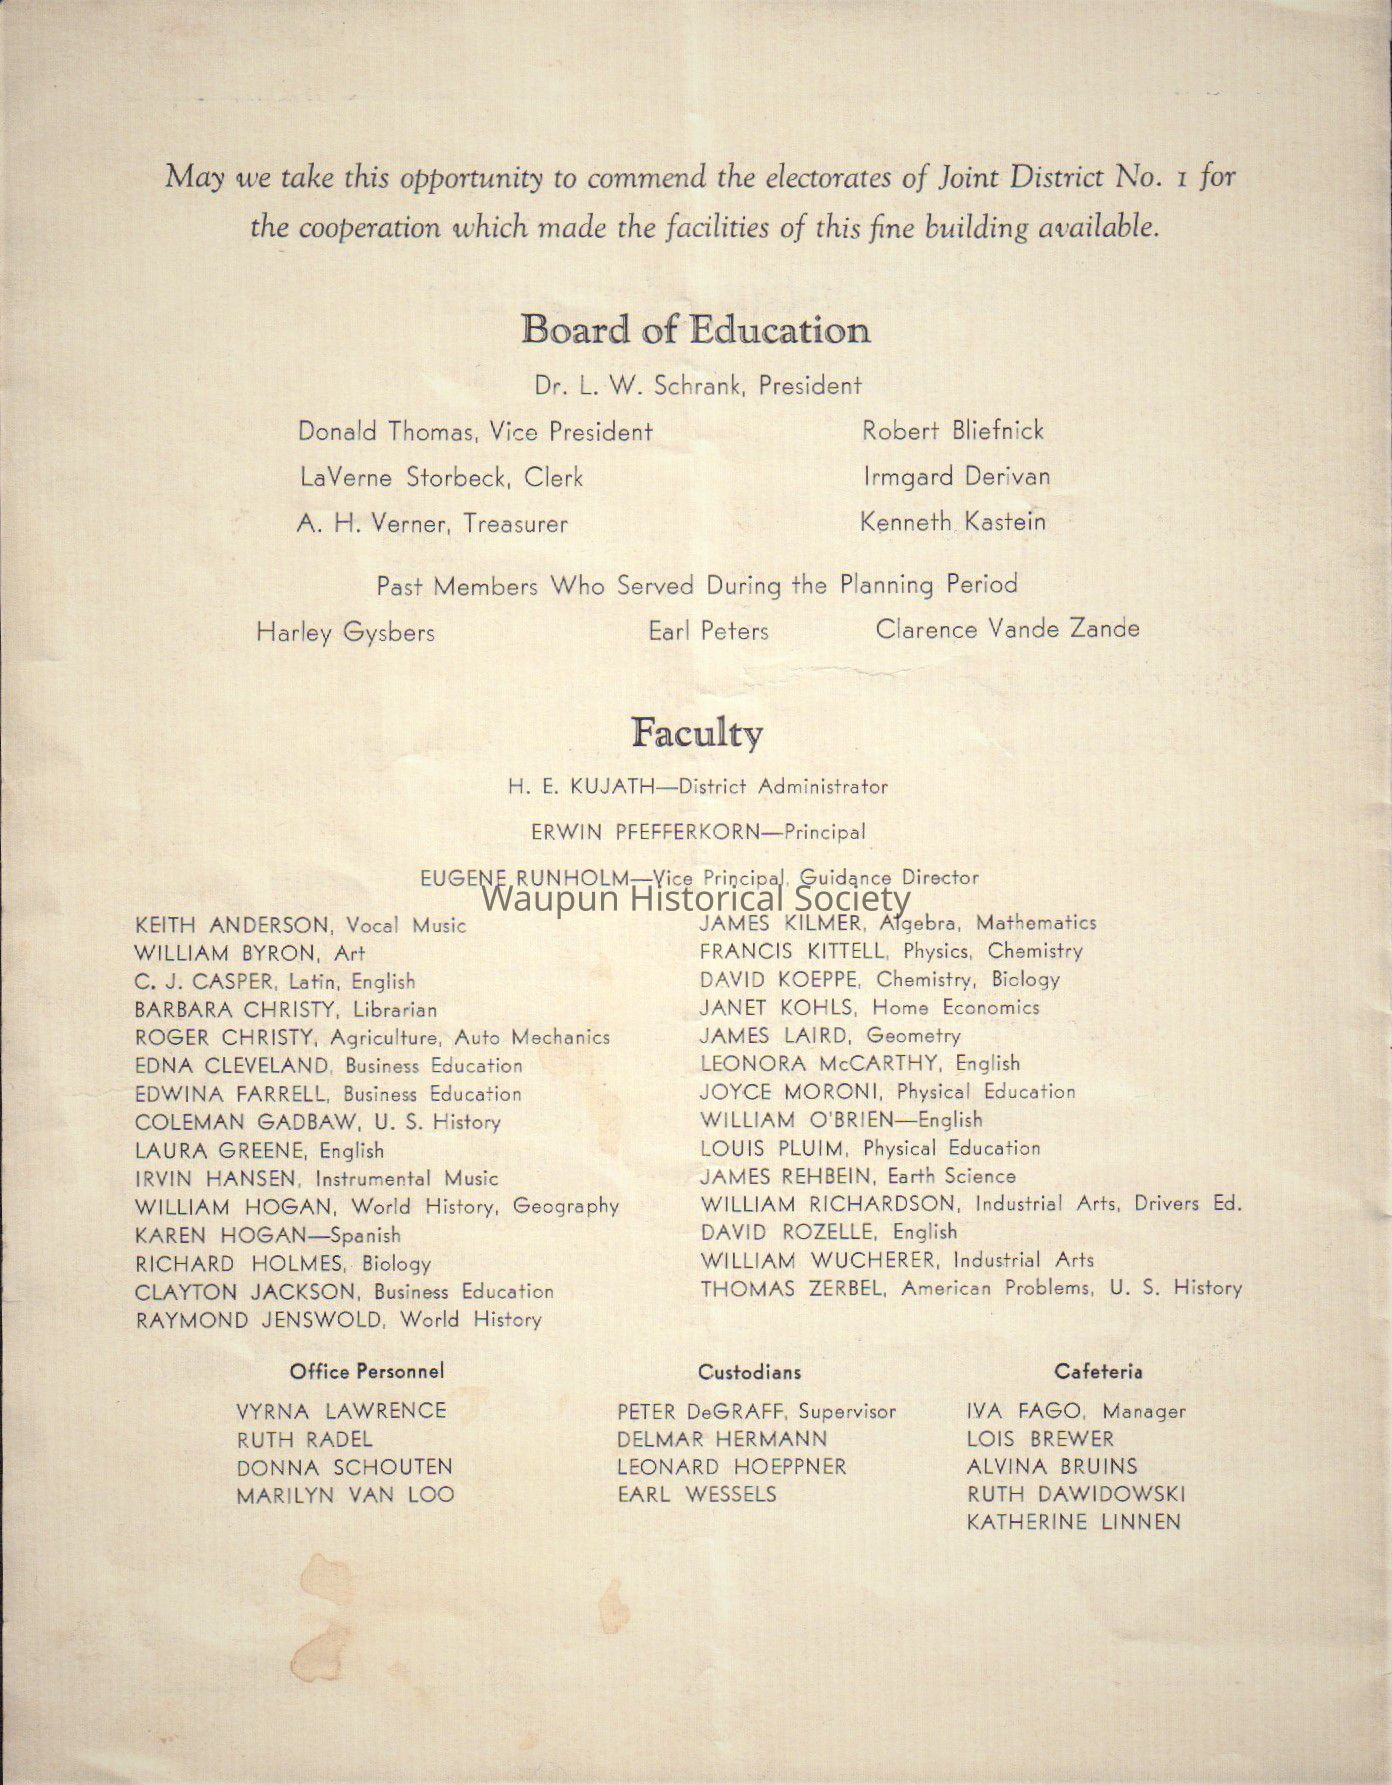 May we take this opportunity to commend the electorates of Joint District No. 1 for
the cooperation which made the facilities of this fine building available.
Board of Education
Dr. L. W. Schrank, President
Donald Thomas, Vice President
LaVerne Storbeck, Clerk
A. H. Verner, Treasurer
Robert Bliefnick
Irmgard Derivan
Kenneth Kastein
Past Members Who Served During the Planning Period
Harley Gysbers Earl Peters Clarence Vande Zande
Faculty
H. E. KUJATH—District Administrator
ERWIN PFEFFERKORN—Principal
EUGENE RUNHOLM—Vice Principal, Guidance Director
Waupun Historical Society
KEITH ANDERSON, Vocal Music
WILLIAM BYRON, Art
C. J. CASPER, Latin, English
BARBARA CHRISTY, Librarian
ROGER CHRISTY, Agriculture, Auto Mechanics
EDNA CLEVELAND, Business Education
EDWINA FARRELL, Business Education
COLEMAN GADBAW, U. S. History
LAURA GREENE, English
IRVIN HANSEN, Instrumental Music
WILLIAM HOGAN, World History, Geography
KAREN HOGAN—Spanish
RICHARD HOLMES, Biology
CLAYTON JACKSON, Business Education
RAYMOND JENSWOLD, World History
JAMES KILMER, Algebra, Mathematics
FRANCIS KITTELL, Physics, Chemistry
DAVID KOEPPE, Chemistry, Biology
JANET KOHLS, Home Economics
JAMES LAIRD, Geometry
LEONORA McCARTHY, English
JOYCE MORONI, Physical Education
WILLIAM O'BRIEN—English
LOUIS PLUIM, Physical Education
JAMES REHBEIN, Earth Science
WILLIAM RICHARDSON, Industrial Arts, Drivers Ed.
DAVID ROZELLE, English
WILLIAM WUCHERER, Industrial Arts
THOMAS ZERBEL, American Problems, U. S. History
Office Personnel
VYRNA LAWRENCE
RUTH RADEL
DONNA SCHOUTEN
MARILYN VAN LOO
Custodians
PETER DeGRAFF, Supervisor
DELMAR HERMANN
LEONARD HOEPPNER
EARL WESSELS
Cafeteria
IVA FAGO, Manager
LOIS BREWER
ALVINA BRUINS
RUTH DAWIDOWSKI
KATHERINE LINNEN